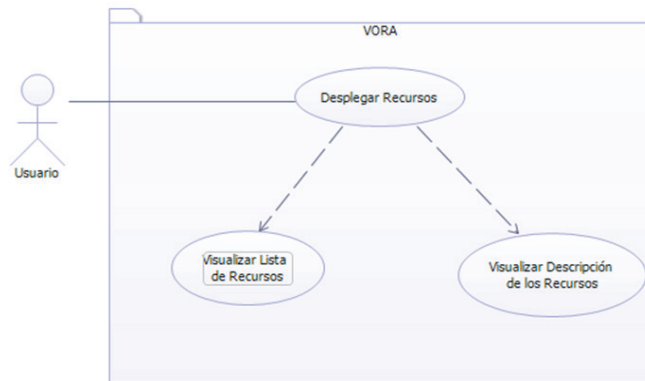 VORA
Desplegar Recursos
Usuario
Visualizar Lista
de Recursos
Visualizar Descripción
de los Recursos